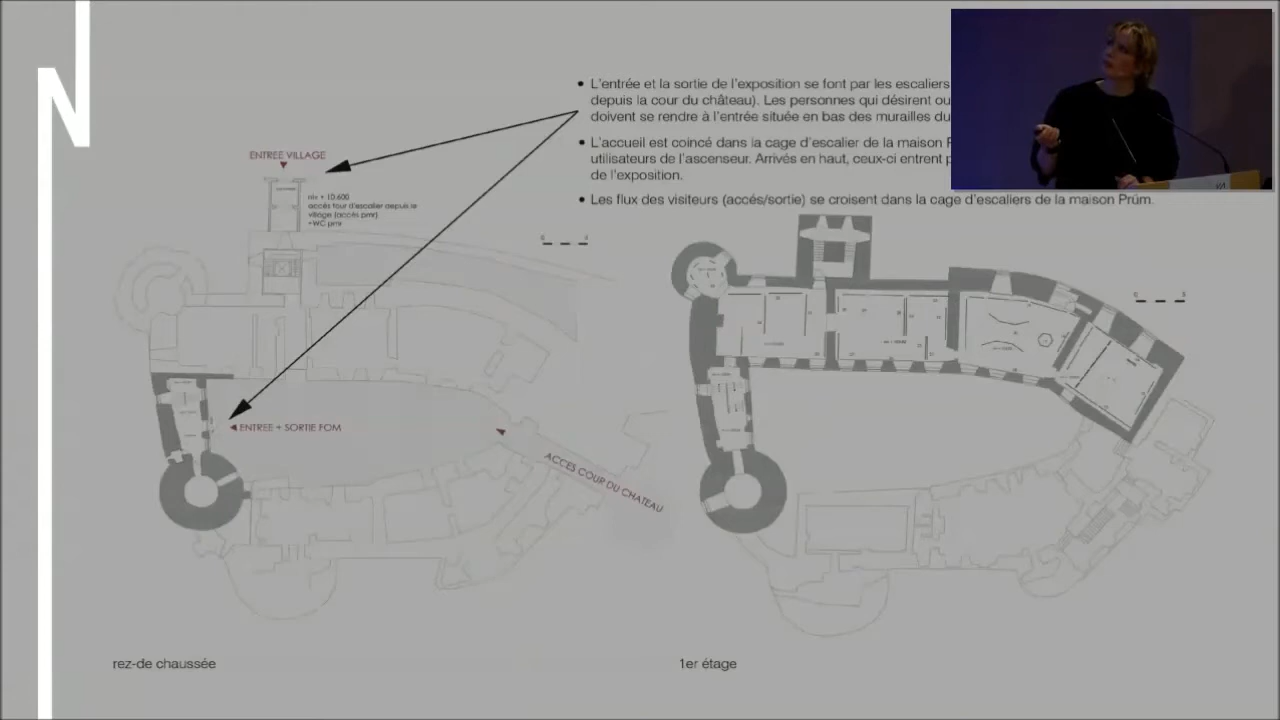 N
• L'entrée et la sortie de l'exposition se font par les escaliers
depuis la cour du château). Les personnes qui désirent ou
doivent se rendre à l'entrée située en bas des murailles du
• L'accueil est coincé dans la cage d'escalier de la maison P
utilisateurs de l'ascenseur. Arrivés en haut, ceux-ci entrent p
de l'exposition.
• Les flux des visiteurs (accès/sortie) se croisent dans la cage d'escaliers de la maison Prüm.
ENTREE VILLAGE
niv + 10.600
accès tour d'escalier depuis le
village (accès pmr)
+ WC pmr
ENTREE + SORTIE FOM
ACCES COUR DU CHATEAU
rez-de chaussée
1er étage